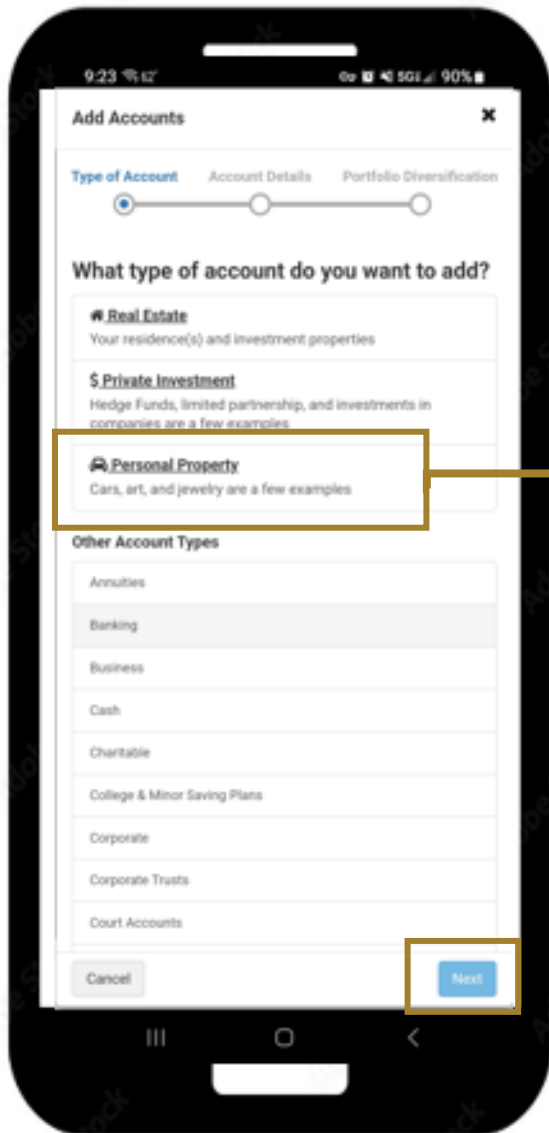 9:23 62°
5GE 90%
Add Accounts
Type of Account Account Details Portfolio Diversification
What type of account do you want to add?
Real Estate
Your residence(s) and investment properties
$ Private Investment
Hedge Funds, limited partnership, and investments in
companies are a few examples
Personal Property
Cars, art, and jewelry are a few examples
Other Account Types
Annuities
Banking
Business
Cash
Charitable
College & Minor Saving Plans
Corporate
Corporate Trusts
Court Accounts
Cancel Next